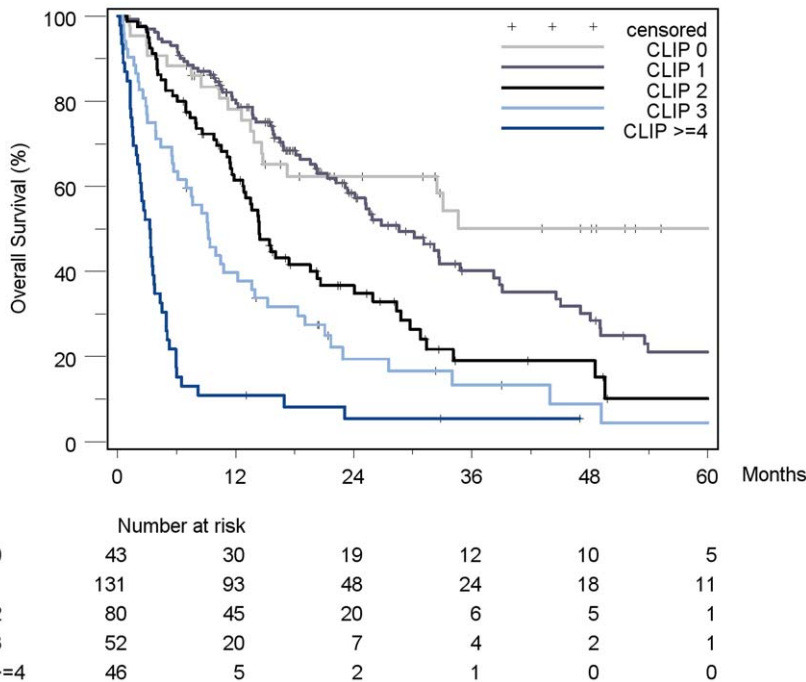 100
80
60
40
20
0
Overall Survival (%)
censored
CLIP 0
CLIP 1
CLIP 2
CLIP 3
CLIP >=4
0 12 24 36 48 60 Months
Number at risk
43 30 19 12 10 5
131 93 48 24 18 11
80 45 20 6 5 1
52 20 7 4 2 1
=4 46 5 2 1 0 0